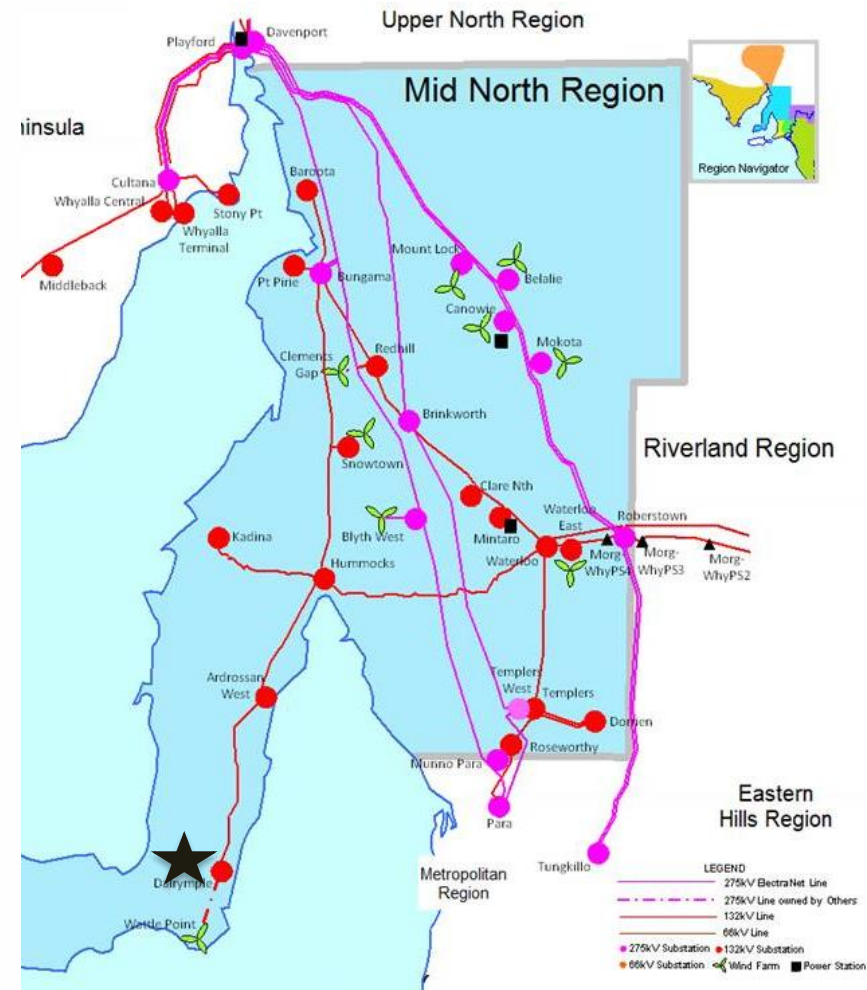 Upper North Region
Davenport
Playford
Mid North Region
Region Navigator
ninsula
Cultana
Baroota
Whyalla Central
Stony Pt
Whyalla
Terminal
Middleback
Pt Pirie
Bungama
Mount Lock
Belalie
Canowie
Mokota
Redhill
Clements
Gap
Brinkworth
Snowtown
Riverland Region
Clare Nth
Mintaro
Waterloo
East
Roberstown
Kadina
Blyth West
Waterloo
Morg-
WhyPS4
Morg-
WhyPS3
Morg-
WhyPS2
Hummocks
Ardrossan
West
Templers
West
Templers
Dorrien
Roseworthy
Munno Para
Para
Eastern
Hills Region
Tungkillo
Metropolitan
Region
Dalrymple
Wattle Point
LEGEND
275kV ElectraNet Line
275kV Line owned by Others
132kV Line
66kV Line
275kV Substation
132kV Substation
66kV Substation
Wind Farm
Power Station